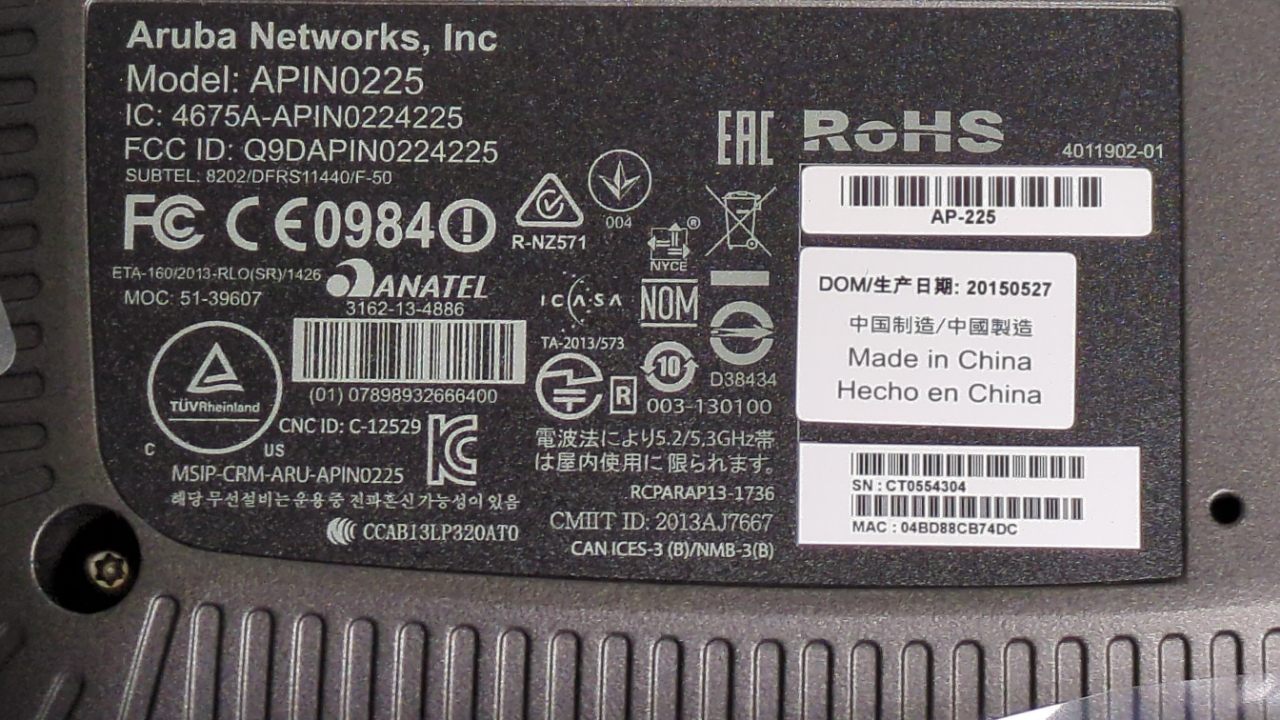 Aruba Networks, Inc
Model: APIN0225
IC: 4675A-APIN0224225
FCC ID: Q9DAPIN0224225
SUBTEL: 8202/DFRS11440/F-50
FC CE0984
R-NZ571
004
NYCE ®
EAC RoHS
4011902-01
AP-225
ETA-160/2013-RLO(SR)/1426
MOC: 51-39607
ANATEL
3162-13-4886
(01) 07898932666400
ICASA
TA-2013/573
NOM
10
R
D38434
003-130100
TÜVRheinland
C US
CNC ID: C-12529
MSIP-CRM-ARU-APIN0225
해당 무선설비는 운용 중 전파혼신 가능성이 있음
CCAB13LP320AT0
電波法により5.2/5.3GHz帯
は屋内使用に 限られます。
RCPARAP13-1736
CMIIT ID: 2013AJ7667
CAN ICES-3 (B)/NMB-3(B)
DOM/生产日期: 20150527
中国制造/中國製造
Made in China
Hecho en China
SN : CT0554304
MAC : 04BD88CB74DC